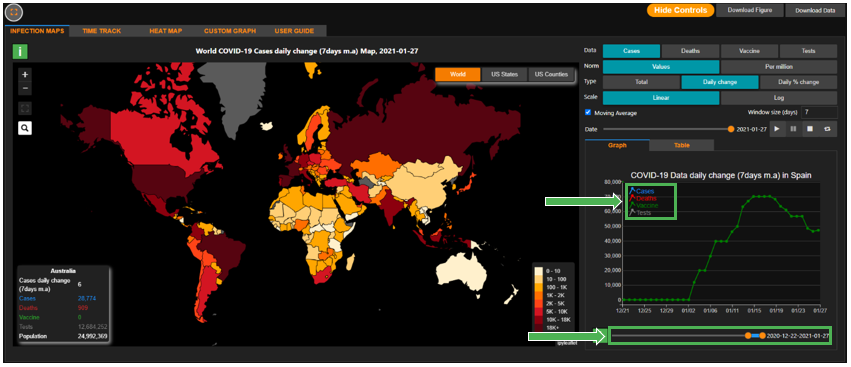 Hide Controls
Download Figure
Download Data
INFECTION MAPS
TIME TRACK
HEAT MAP
CUSTOM GRAPH
USER GUIDE
i
World COVID-19 Cases daily change (7days m.a) Map, 2021-01-27
+
−
World
US States
US Counties
Australia
Cases daily change (7days m.a) 6
Cases 28,774
Deaths 909
Vaccine 0
Tests 12,684,252
Population 24,992,369
0 - 10
10 - 100
100 - 1K
1K - 2K
2K - 5K
5K - 10K
10K - 18K
18K+
ipyleaflet
Data Cases Deaths Vaccine Tests
Norm Values Per million
Type Total Daily change Daily % change
Scale Linear Log
Moving Average Window size (days) 7
Date 2021-01-27
Graph
Table
COVID-19 Data daily change (7days m.a) in Spain
Cases
Deaths
Vaccine
Tests
80,000
70,000
60,000
50,000
40,000
30,000
20,000
10,000
0
12/21 12/25 12/29 01/02 01/06 01/11 01/15 01/19 01/23 01/27
2020-12-22-2021-01-27